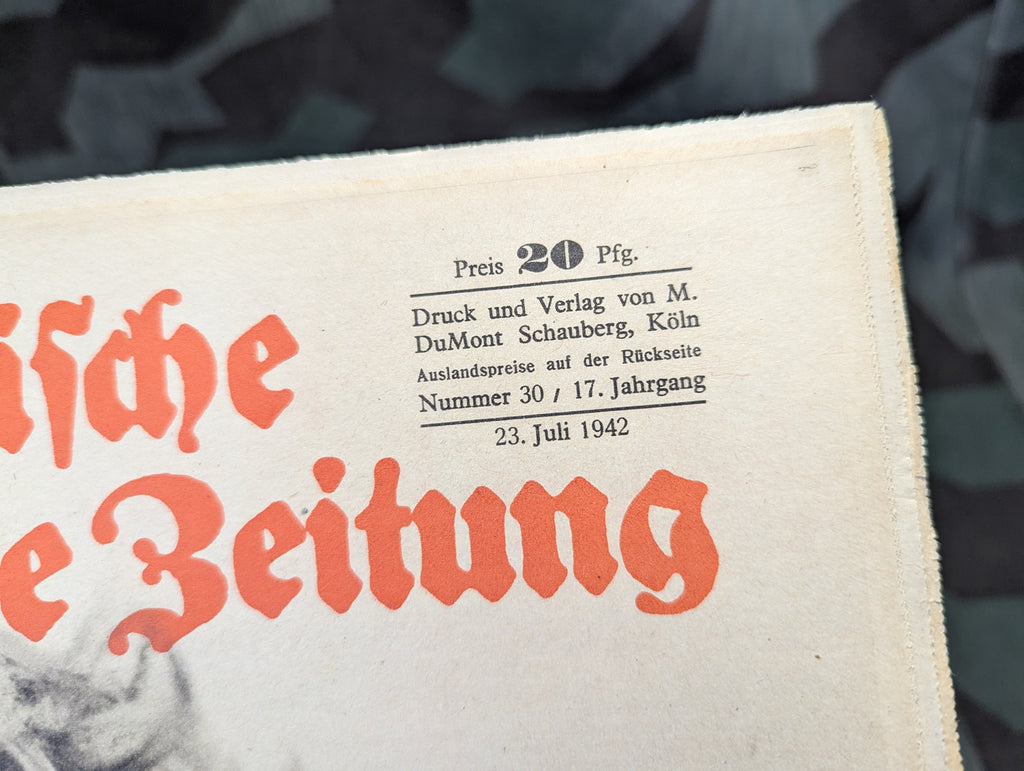 Preis 20 Pfg.
Druck und Verlag von M.
DuMont Schauberg, Köln
Auslandspreise auf der Rückseite
Nummer 30 / 17. Jahrgang
23. Juli 1942
ische
e Zeitung